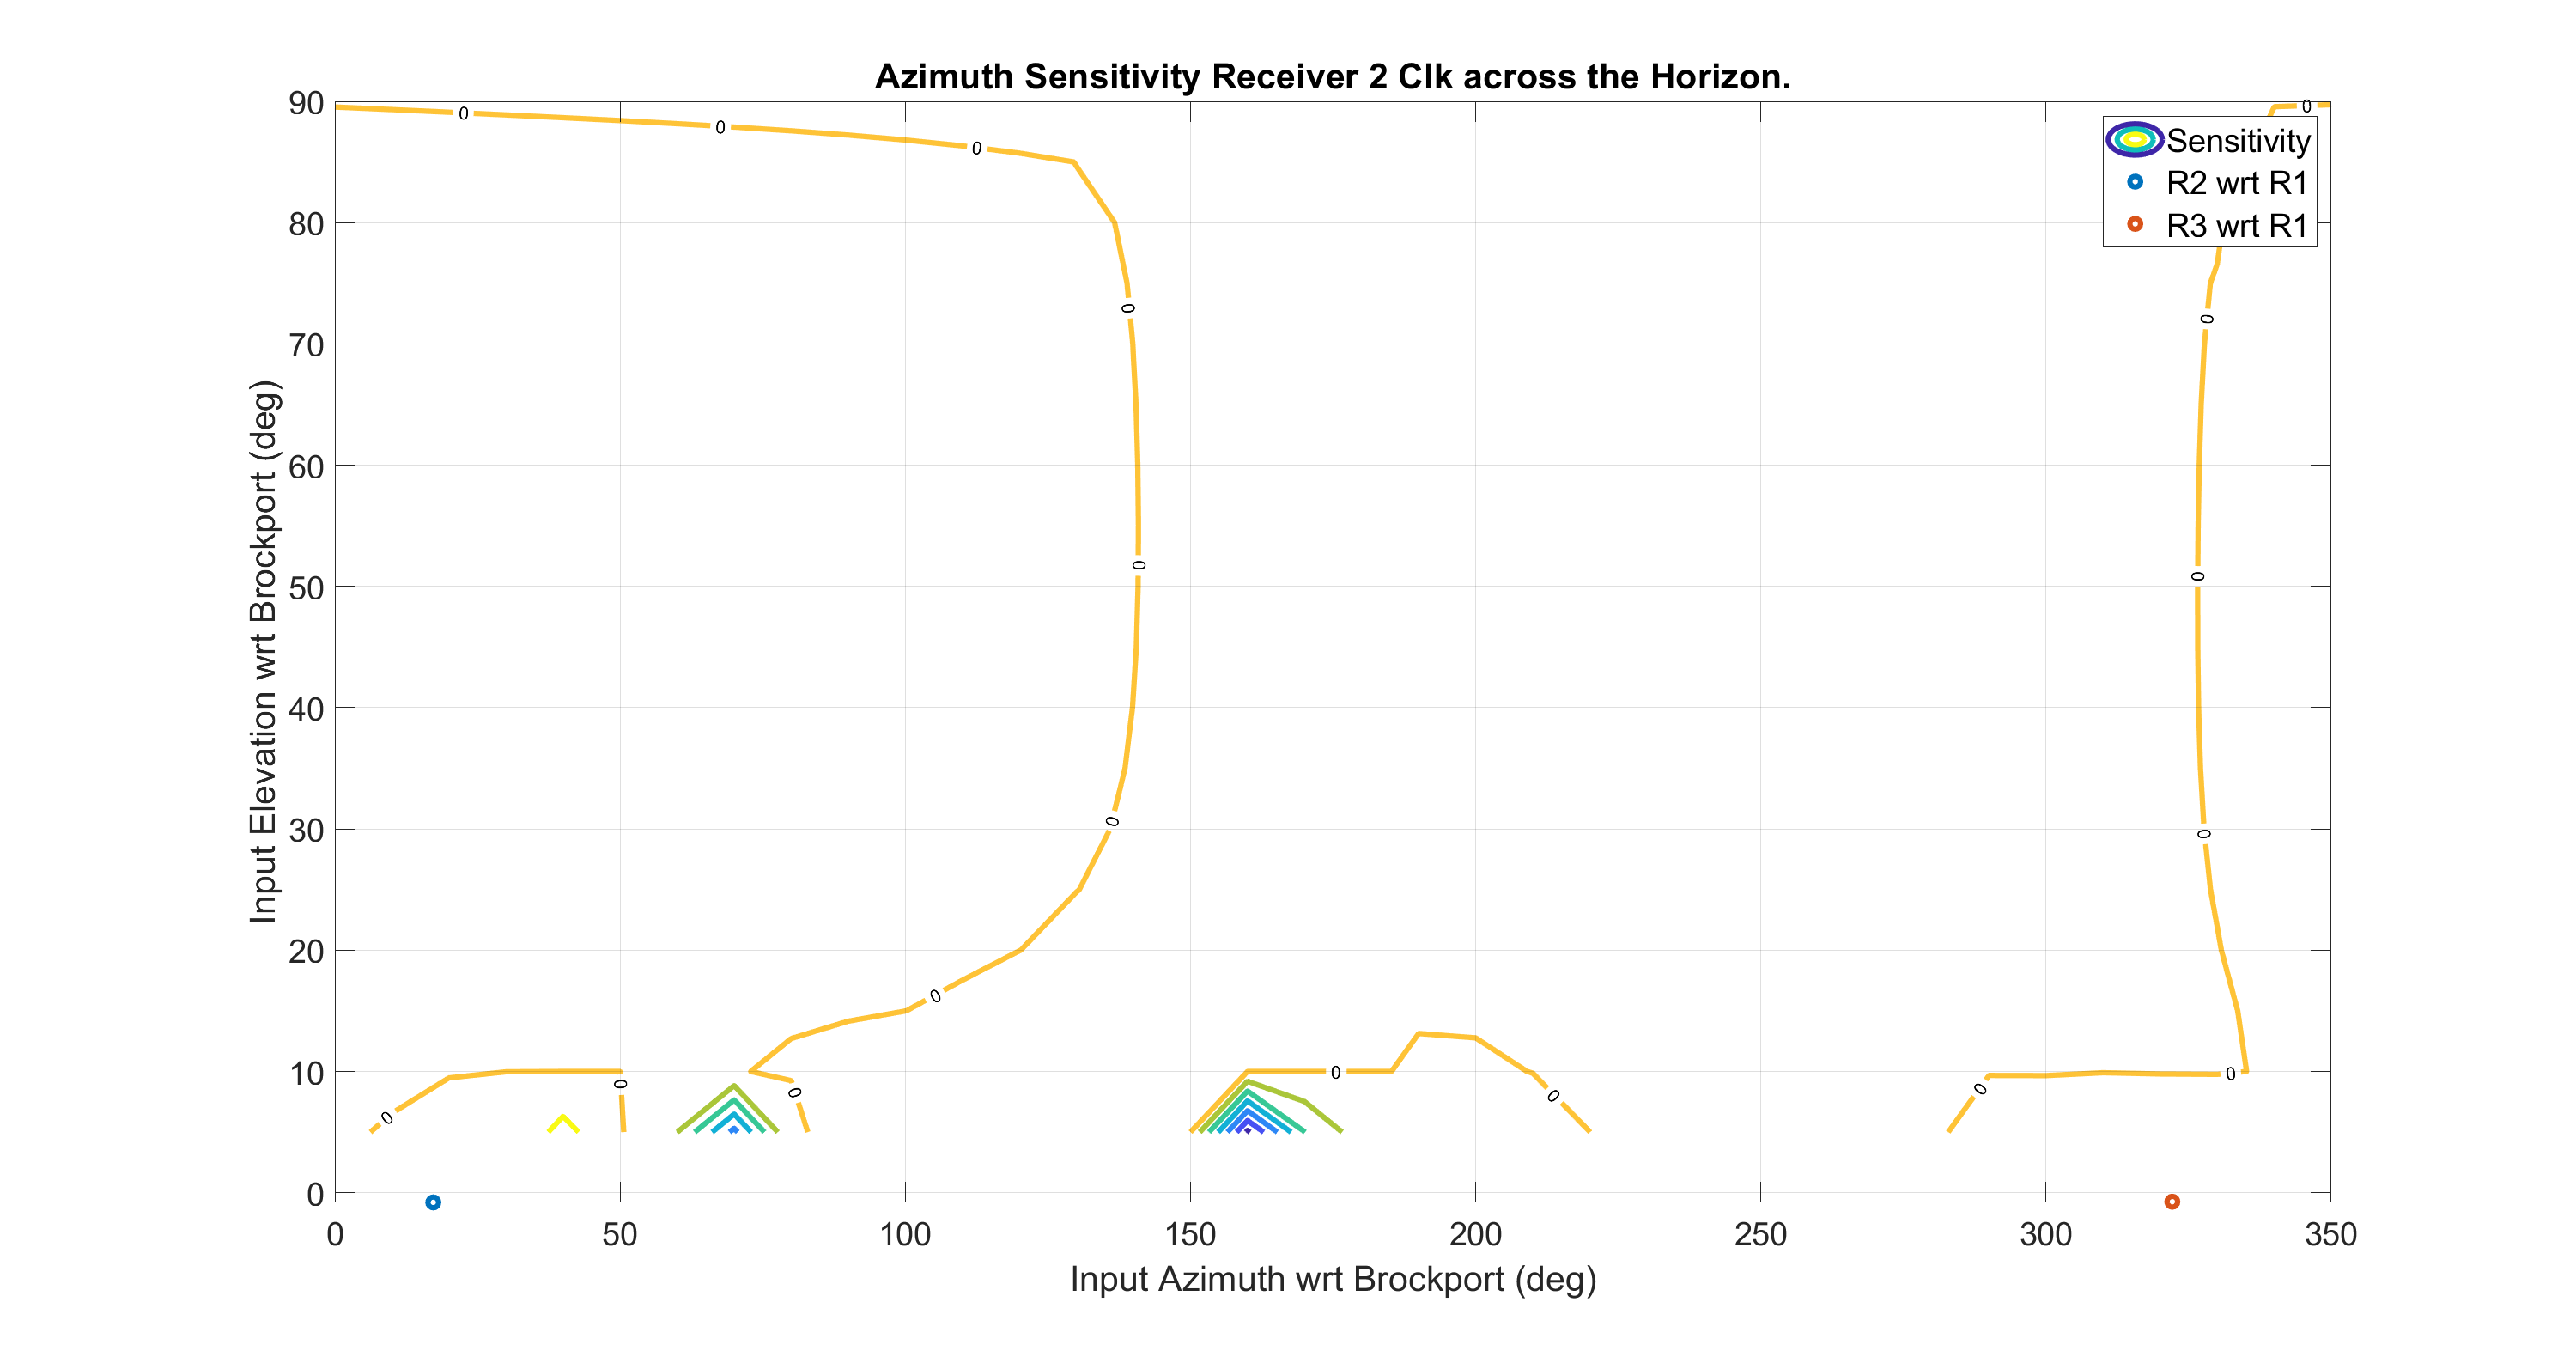 Azimuth Sensitivity Receiver 2 Clk across the Horizon.
90
80
70
60
50
40
30
20
10
0
Input Elevation wrt Brockport (deg)
0 0 0 0
0 0
0 0
0 0
0
0 0 0 0 0 0 0 0
Sensitivity
R2 wrt R1
R3 wrt R1
0 50 100 150 200 250 300 350
Input Azimuth wrt Brockport (deg)